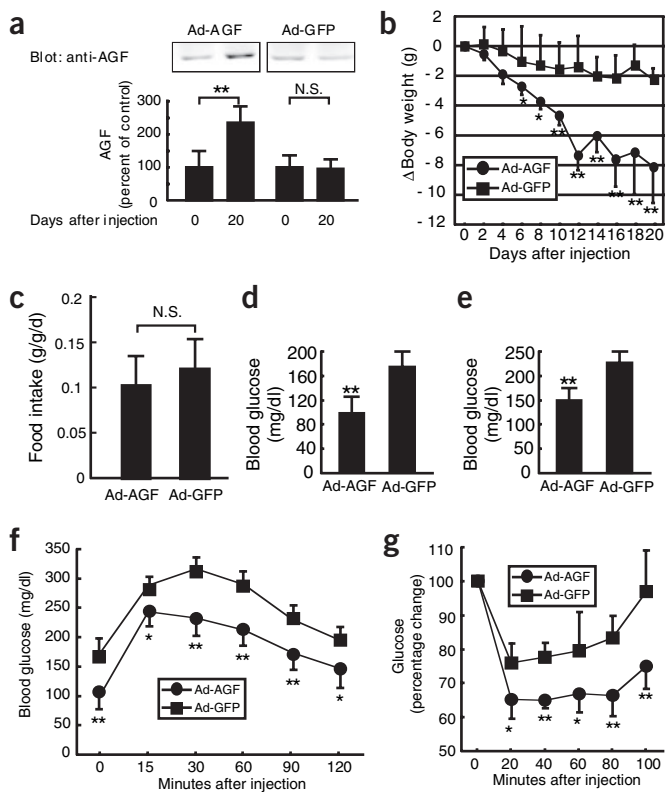 a
Ad-AGF Ad-GFP
Blot: anti-AGF
** N.S.
AGF
(percent of control)
300
200
100
0
Days after injection 0 20 0 20
b
Δ Body weight (g)
0
- 2
- 4
- 6
- 8
- 10
- 12
* * ** ** ** ** ** **
Ad-AGF
Ad-GFP
0 2 4 6 8 10 12 14 16 18 20
Days after injection
c
Food intake (g/g/d)
0.2
0.15
0.1
0.05
0
N.S.
Ad-AGF Ad-GFP
d
Blood glucose
(mg/dl)
200
160
120
80
40
0
**
Ad-AGF Ad-GFP
e
Blood glucose
(mg/dl)
250
200
150
100
50
0
**
Ad-AGF Ad-GFP
f
Blood glucose (mg/dl)
350
300
250
200
150
100
50
0
** * ** ** ** *
Ad-AGF
Ad-GFP
0 15 30 60 90 120
Minutes after injection
g
Glucose
(percentage change)
110
100
90
80
70
60
50
Ad-AGF
Ad-GFP
* ** * ** **
0 20 40 60 80 100
Minutes after injection